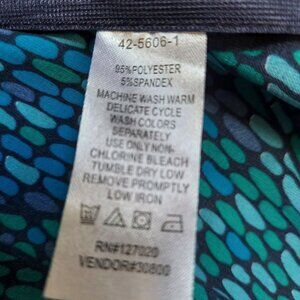 42-5606-1
95%POLYESTER
5%SPANDEX
MACHINE WASH WARM
DELICATE CYCLE
WASH COLORS
SEPARATELY
USE ONLY NON-
CHLORINE BLEACH
TUMBLE DRY LOW
REMOVE PROMPTLY
LOW IRON
RN#127020
VENDOR#30800